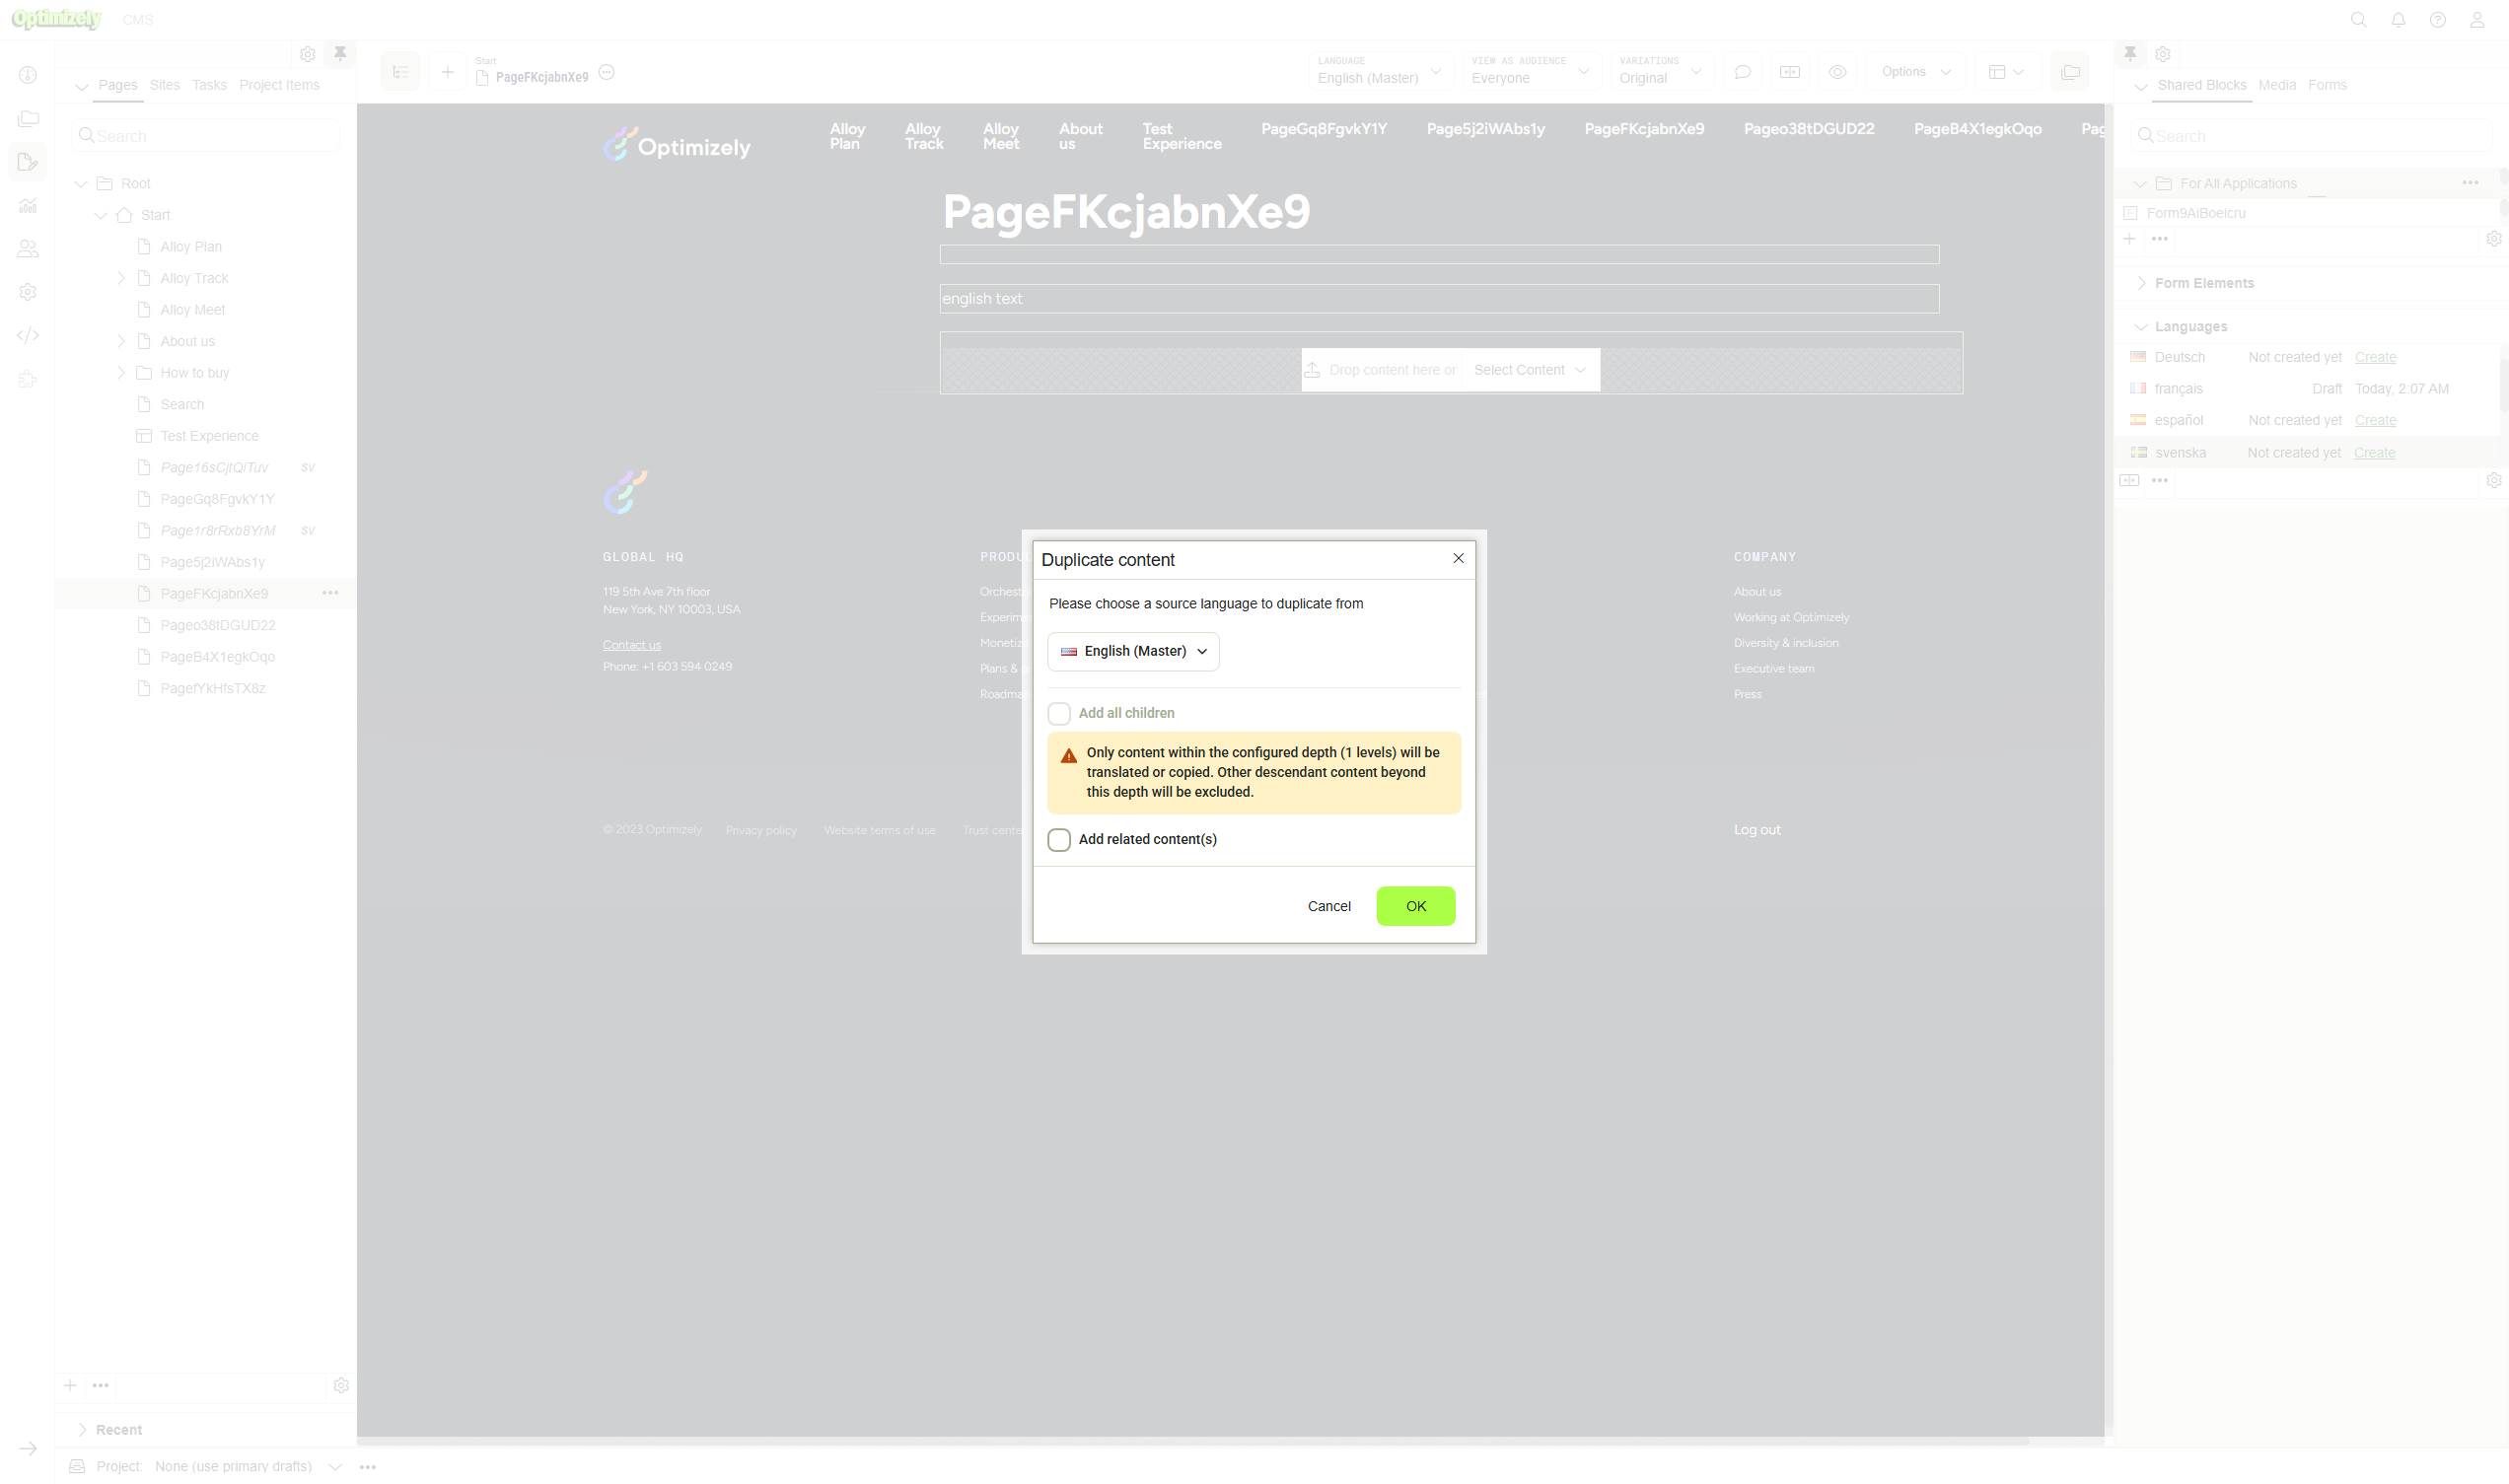 Optimizely CMS
Pages Sites Tasks Project Items
Search
Root
Start
Alloy Plan
Alloy Track
Alloy Meet
About us
How to buy
Search
Test Experience
Page16sCjtQlTuv sv
PageGq8FgvkY1Y
Page1r8rRxb8YrM sv
Page5j2iWAbs1y
PageFKcjabnXe9
Pageo38tDGUD22
PageB4X1egkOqo
PagefYkHfsTX8z
Recent
Project: None (use primary drafts)
Start
PageFKcjabnXe9
LANGUAGE
English (Master)
VIEW AS AUDIENCE
Everyone
VARIATIONS
Original
Options
Optimizely
Alloy Plan
Alloy Track
Alloy Meet
About us
Test Experience
PageGq8FgvkY1Y
Page5j2iWAbs1y
PageFKcjabnXe9
Pageo38tDGUD22
PageB4X1egkOqo
Pag
PageFKcjabnXe9
english text
Drop content here or Select Content
GLOBAL HQ
119 5th Ave 7th floor
New York, NY 10003, USA
Contact us
Phone: +1 603 594 0249
PRODU
Orchest
Experime
Monetiz
Plans & p
Roadma
COMPANY
About us
Working at Optimizely
Diversity & inclusion
Executive team
Press
© 2023 Optimizely Privacy policy Website terms of use Trust cente
Log out
Duplicate content
Please choose a source language to duplicate from
English (Master)
Add all children
Only content within the configured depth (1 levels) will be
translated or copied. Other descendant content beyond
this depth will be excluded.
Add related content(s)
Cancel OK
Shared Blocks Media Forms
Search
For All Applications
Form9AiBoeicru
Form Elements
Languages
Deutsch Not created yet Create
français Draft Today, 2:07 AM
español Not created yet Create
svenska Not created yet Create